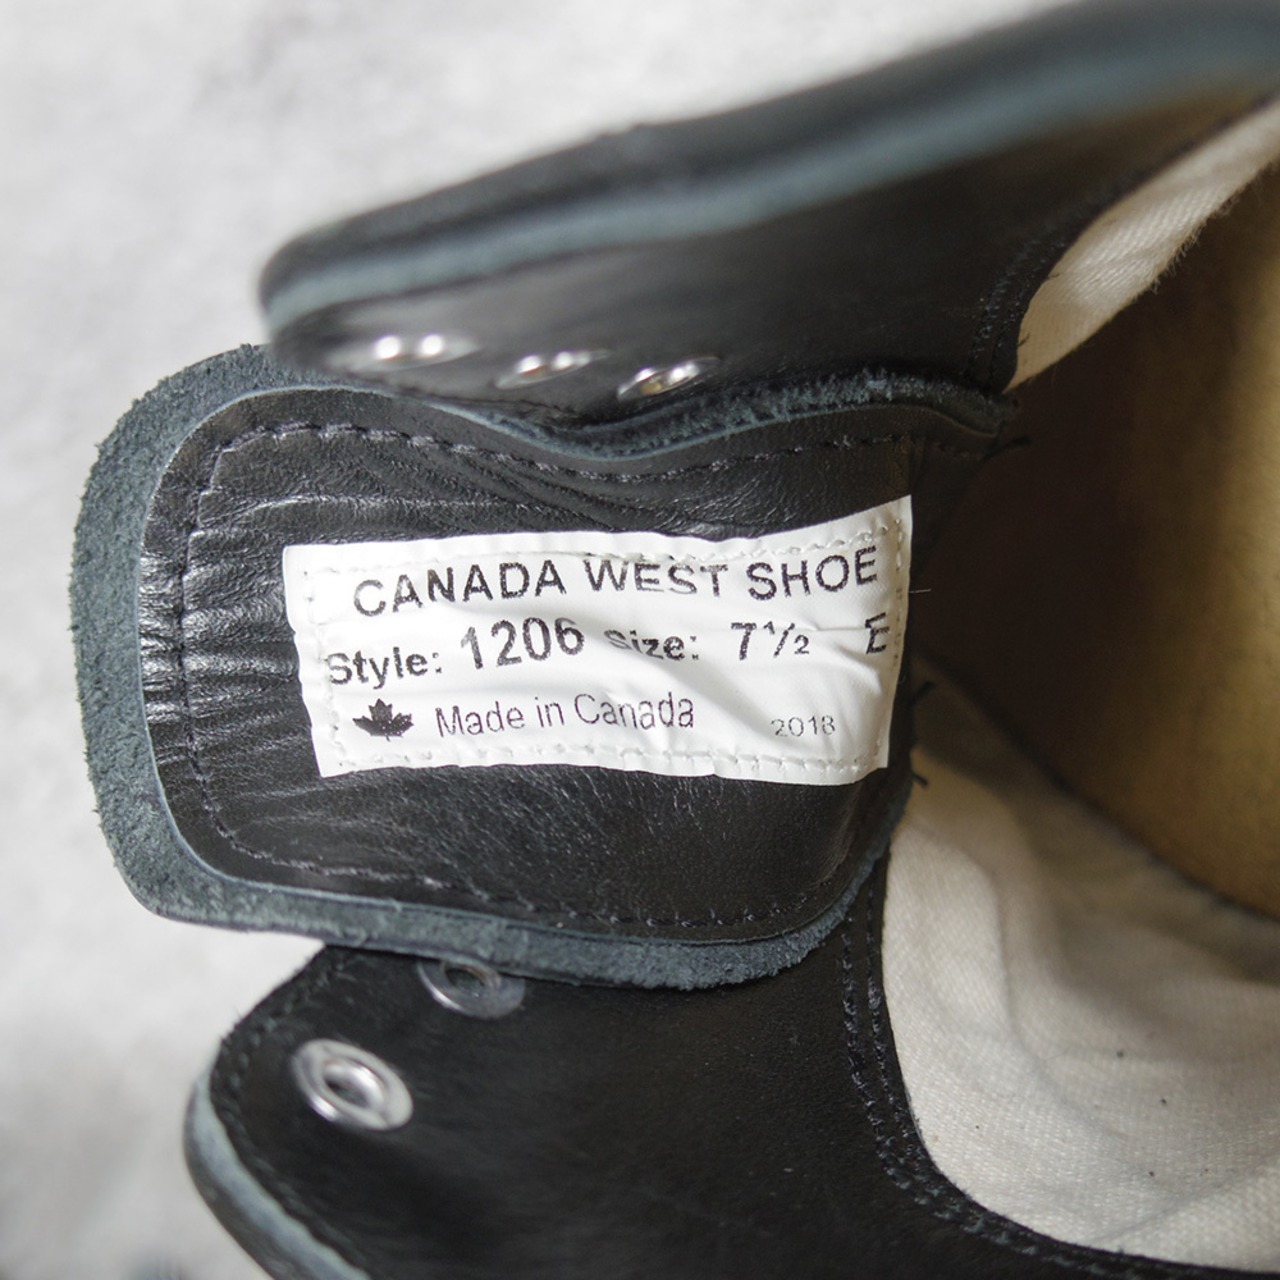 CANADA WEST SHOE
Style: 1206 Size: 7½ E
Made in Canada 2018